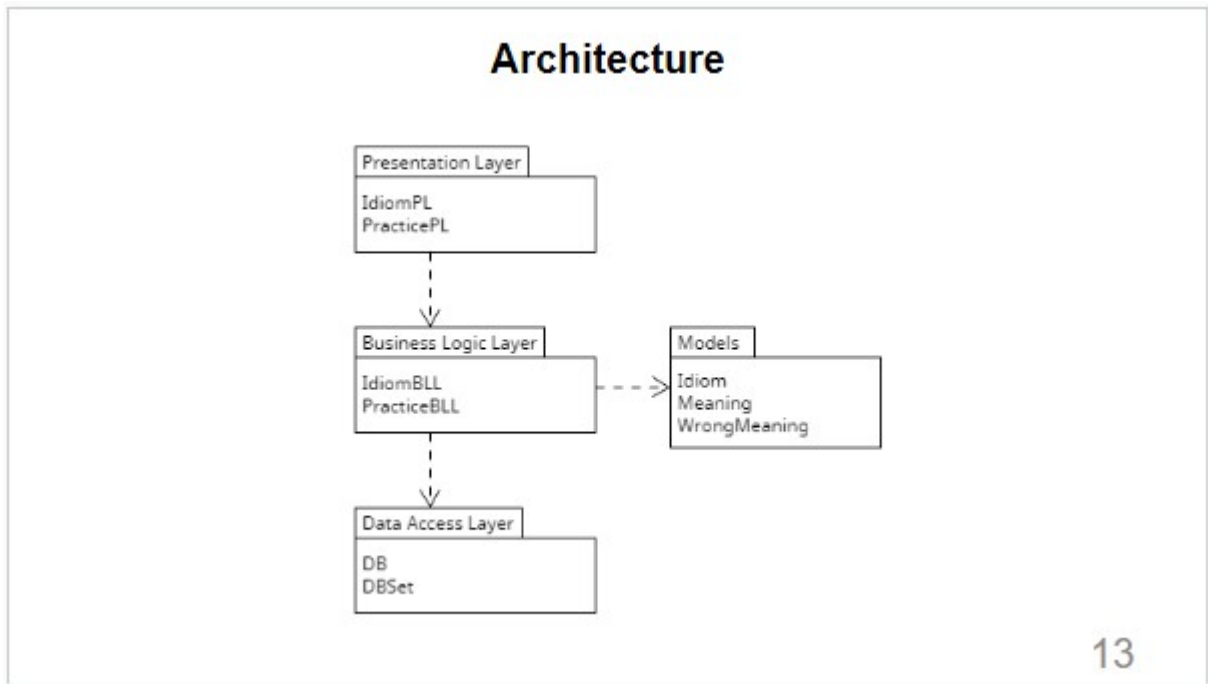 Architecture
Presentation Layer
IdiomPL
PracticePL
Business Logic Layer
IdiomBLL
PracticeBLL
Models
Idiom
Meaning
WrongMeaning
Data Access Layer
DB
DBSet
13